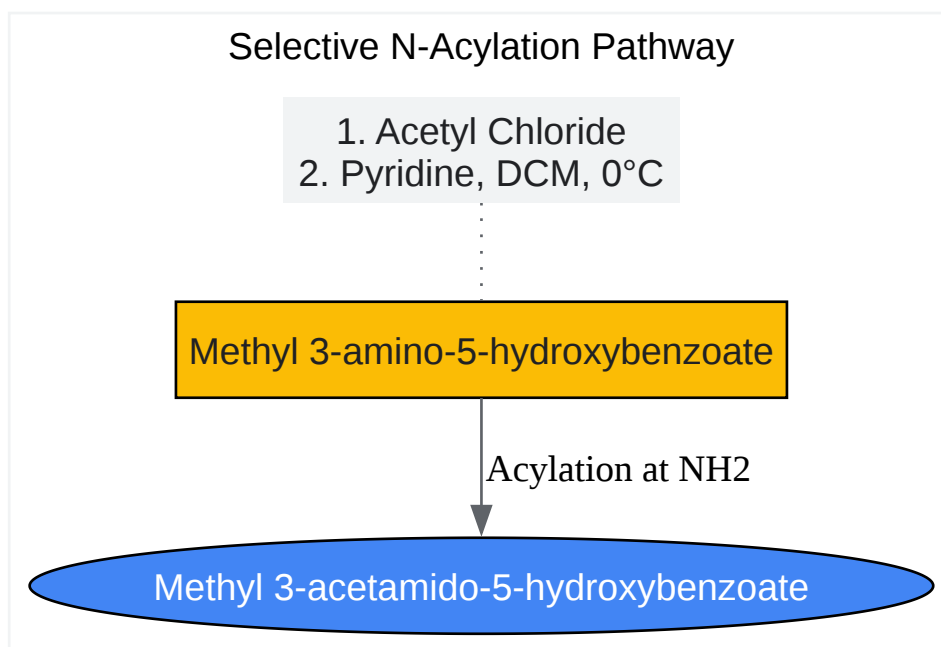 Selective N-Acylation Pathway
1. Acetyl Chloride
2. Pyridine, DCM, 0°C
Methyl 3-amino-5-hydroxybenzoate
Acylation at NH2
Methyl 3-acetamido-5-hydroxybenzoate